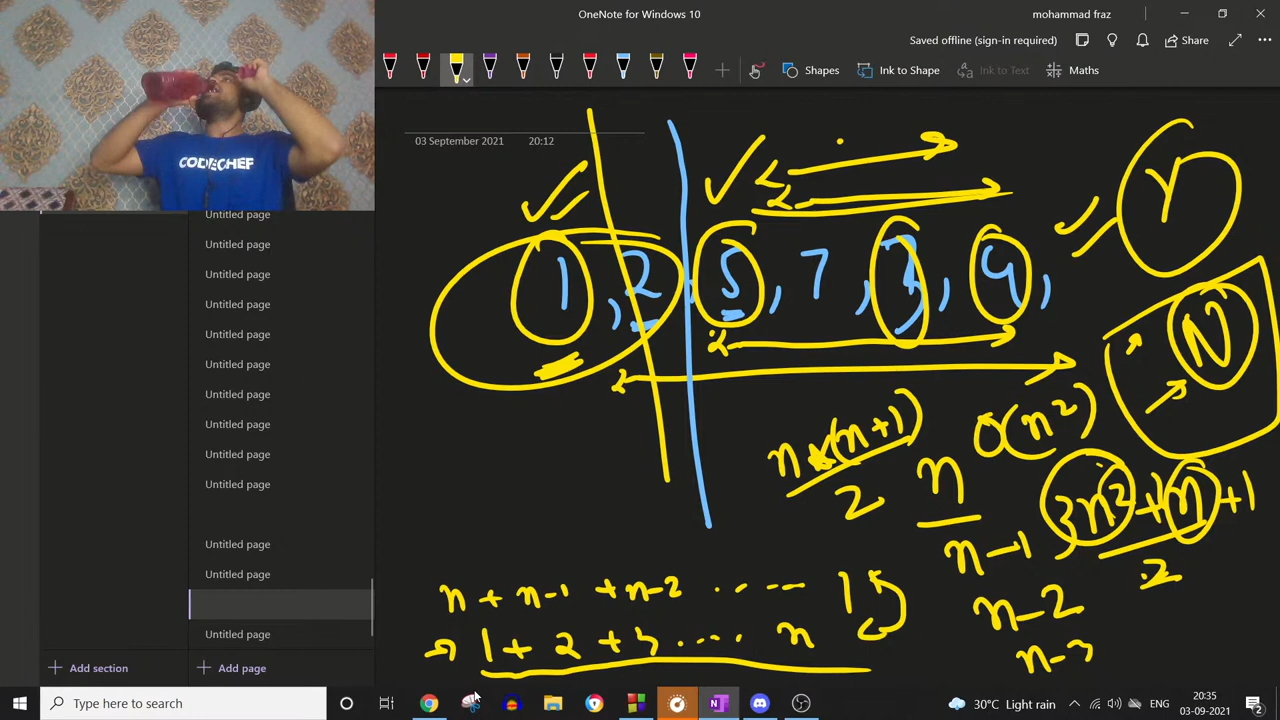 OneNote for Windows 10
mohammad fraz
Saved offline (sign-in required)
Share
Shapes
Ink to Shape
Ink to Text
Maths
03 September 2021
20:12
CODECHEF
Untitled page
Untitled page
Untitled page
Untitled page
Untitled page
Untitled page
Untitled page
Untitled page
Untitled page
Untitled page
Untitled page
Untitled page
Untitled page
Add section
Add page
Y
1, 2, 5, 7, 7, 9,
N
n*(n+1)
2
O(n²)
n
n-1
n-2
n-3
3n²+n+1
2
n + n-1 + n-2 ..... 1
→ 1 + 2 + 3 .... n
Type here to search
30°C Light rain
20:35
03-09-2021
2